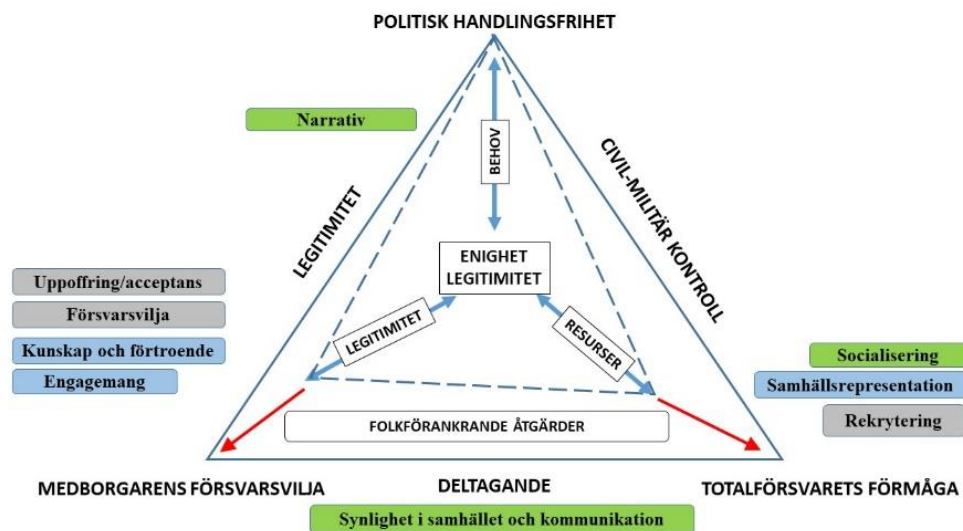 POLITISK HANDLINGSFRIHET
Narrativ
BEHOV
LEGITIMITET
CIVIL-MILITÄR KONTROLL
ENIGHET
LEGITIMITET
Uppoffring/acceptans
Försvarsvilja
Kunskap och förtroende
Engagemang
LEGITIMITET
RESURSER
Socialisering
Samhällsrepresentation
Rekrytering
FOLKFÖRANKRANDE ÅTGÄRDER
MEDBORGARENS FÖRSVARSVILJA
DELTAGANDE
TOTALFÖRSVARETS FÖRMÅGA
Synlighet i samhället och kommunikation